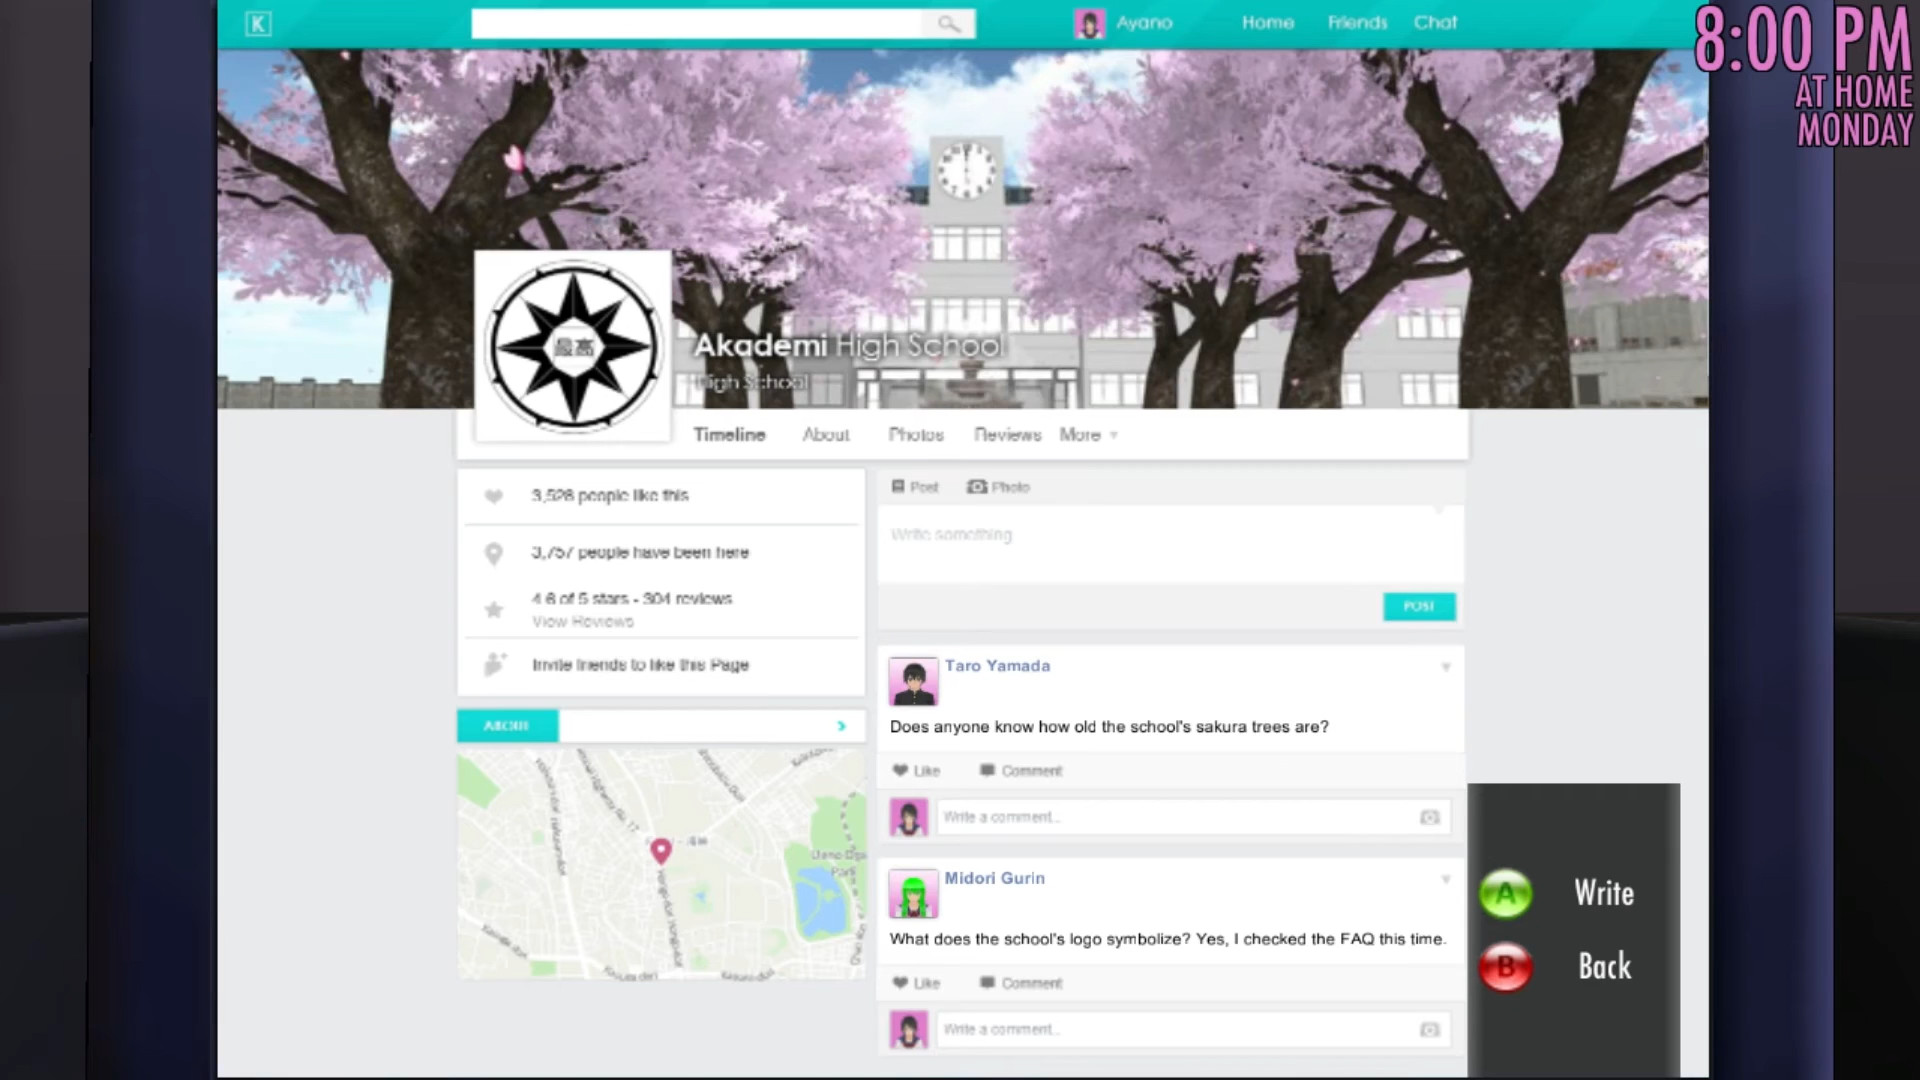 K
Ayano
Home
Friends
Chat
8:00 PM
AT HOME
MONDAY
最高
Akademi High School
High School
Timeline
About
Photos
Reviews
More
3,528 people like this
3,757 people have been here
4.6 of 5 stars - 304 reviews
View Reviews
Invite friends to like this Page
ABOUT
Post
Photo
Write something
POST
Taro Yamada
Does anyone know how old the school's sakura trees are?
Like
Comment
Write a comment..
Midori Gurin
What does the school's logo symbolize? Yes, I checked the FAQ this time.
Like
Comment
Write a comment..
A
Write
B
Back